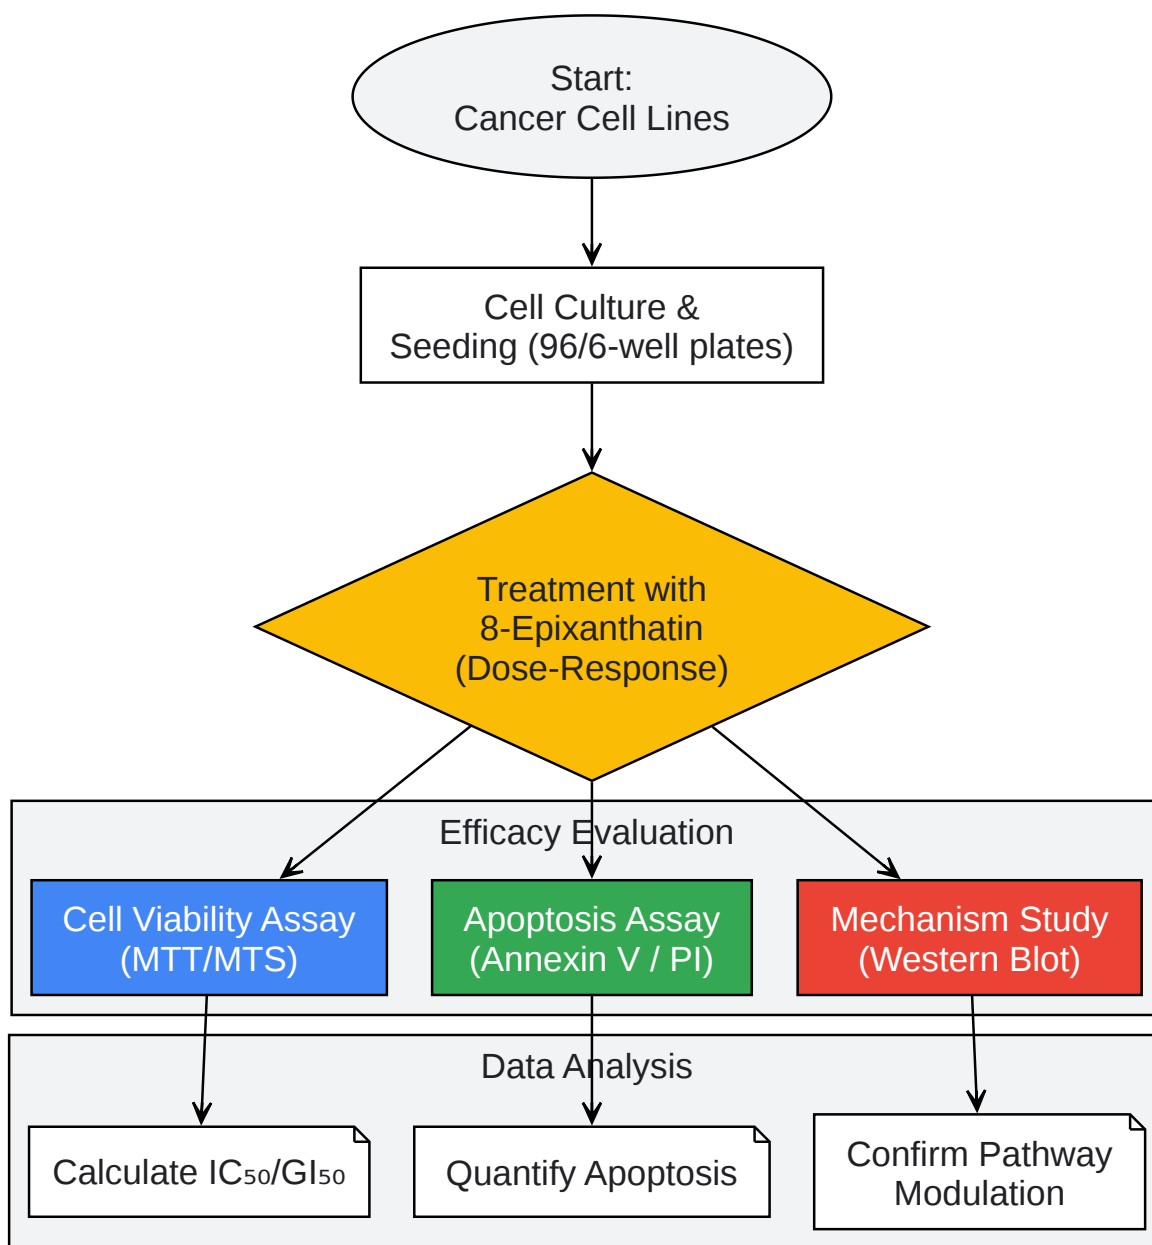 Start:
Cancer Cell Lines
Cell Culture &
Seeding (96/6-well plates)
Treatment with
8-Epixanthatin
(Dose-Response)
Efficacy Evaluation
Cell Viability Assay
(MTT/MTS)
Apoptosis Assay
(Annexin V / PI)
Mechanism Study
(Western Blot)
Data Analysis
Calculate IC₅₀/GI₅₀
Quantify Apoptosis
Confirm Pathway
Modulation